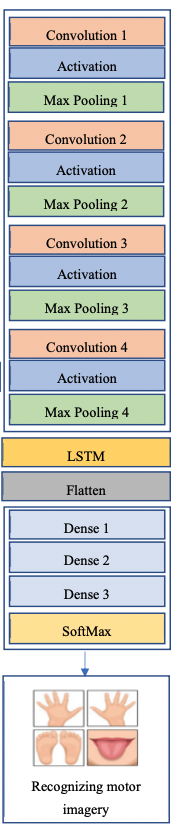 Convolution 1
Activation
Max Pooling 1
Convolution 2
Activation
Max Pooling 2
Convolution 3
Activation
Max Pooling 3
Convolution 4
Activation
Max Pooling 4
LSTM
Flatten
Dense 1
Dense 2
Dense 3
SoftMax
Recognizing motor
imagery